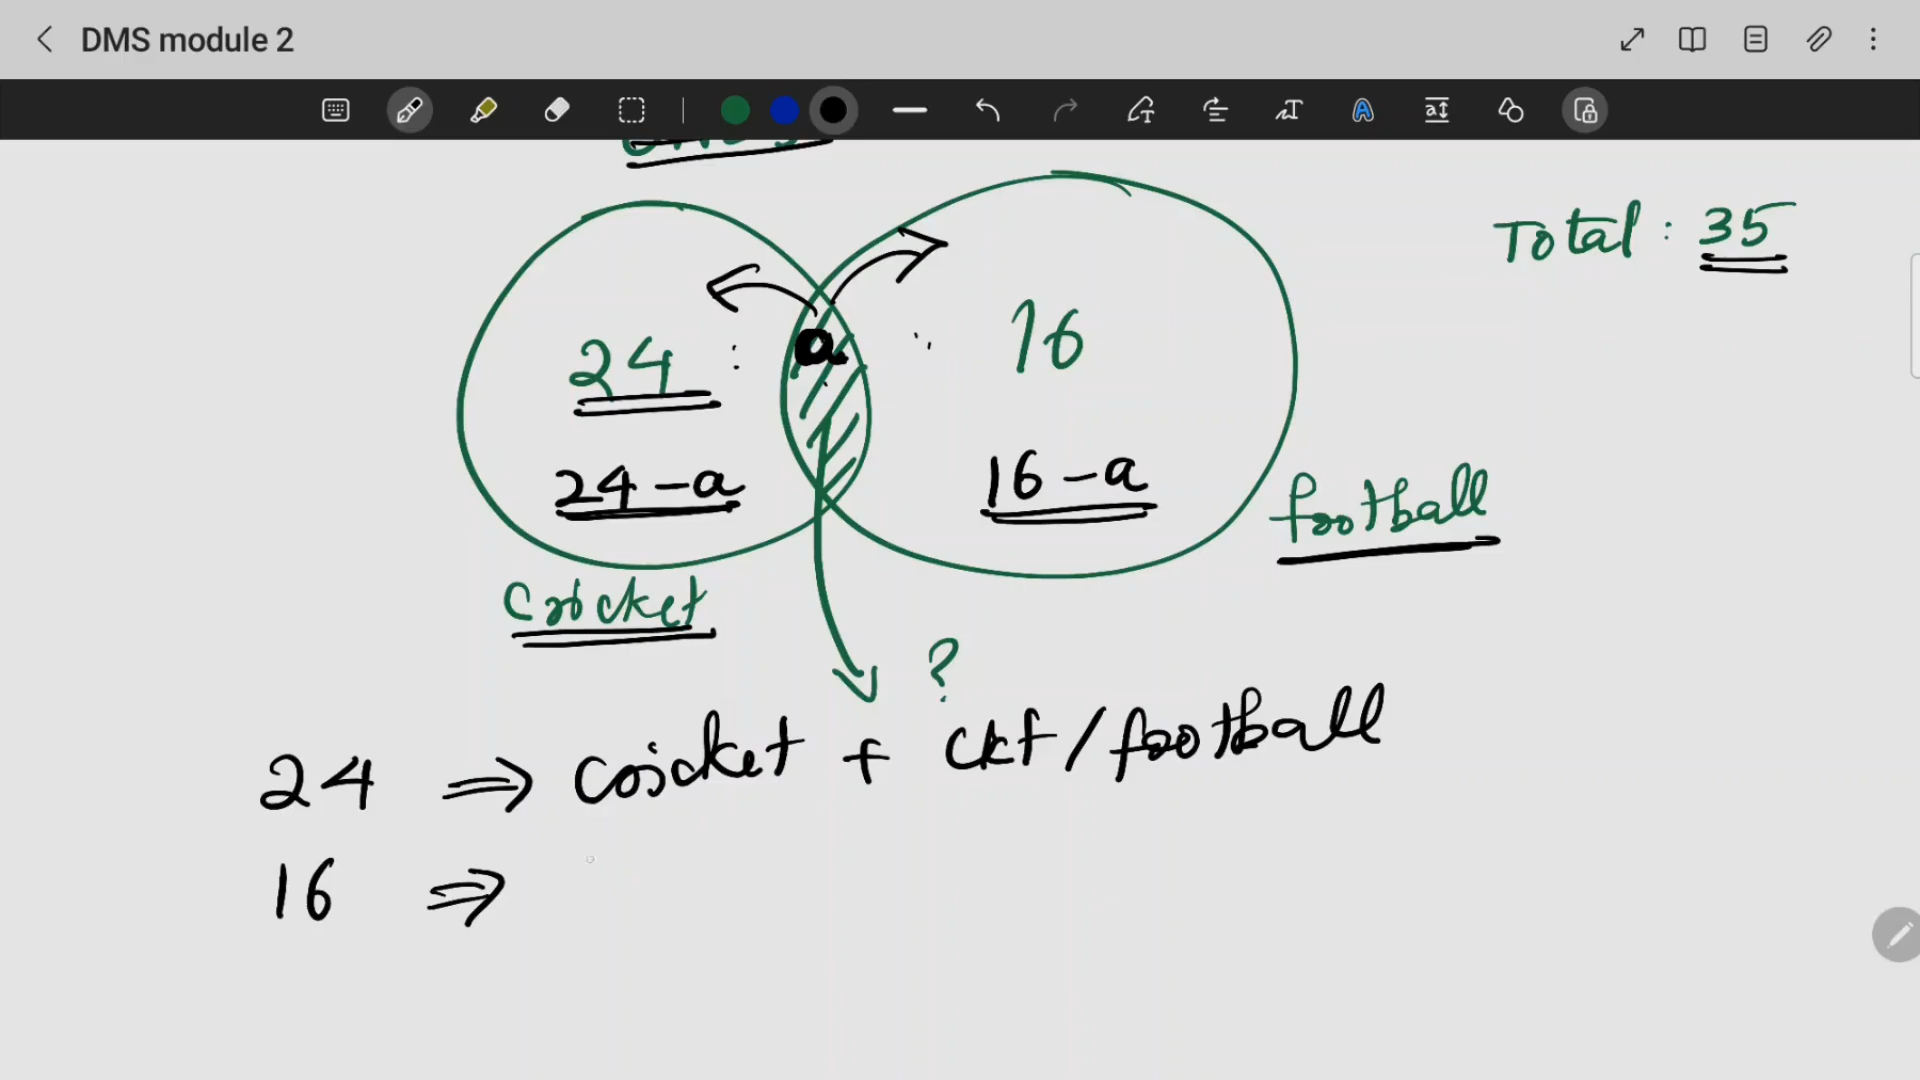 DMS module 2
Total : 35
a
24 16
24 - a 16 - a
football
Cricket
?
24 ⇒ cricket + ckt/football
16 ⇒